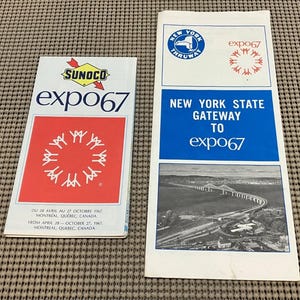 SUNOCO
expo67
DU 28 AVRIL AU 27 OCTOBRE 1967
MONTRÉAL, QUÉBEC, CANADA
FROM APRIL 28 - OCTOBER 27, 1967
MONTREAL, QUEBEC, CANADA
NEW YORK
THRUWAY
expo67
NEW YORK STATE
GATEWAY
TO
expo67